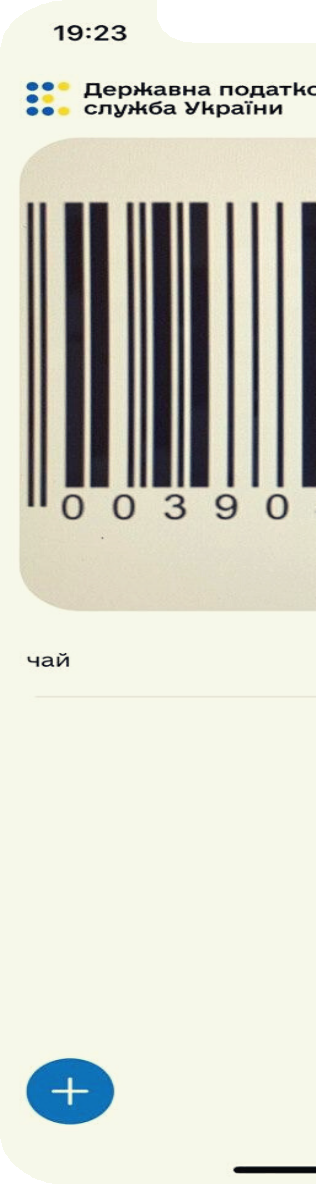 19:23
Державна податко
служба України
0 0 3 9 0
чай